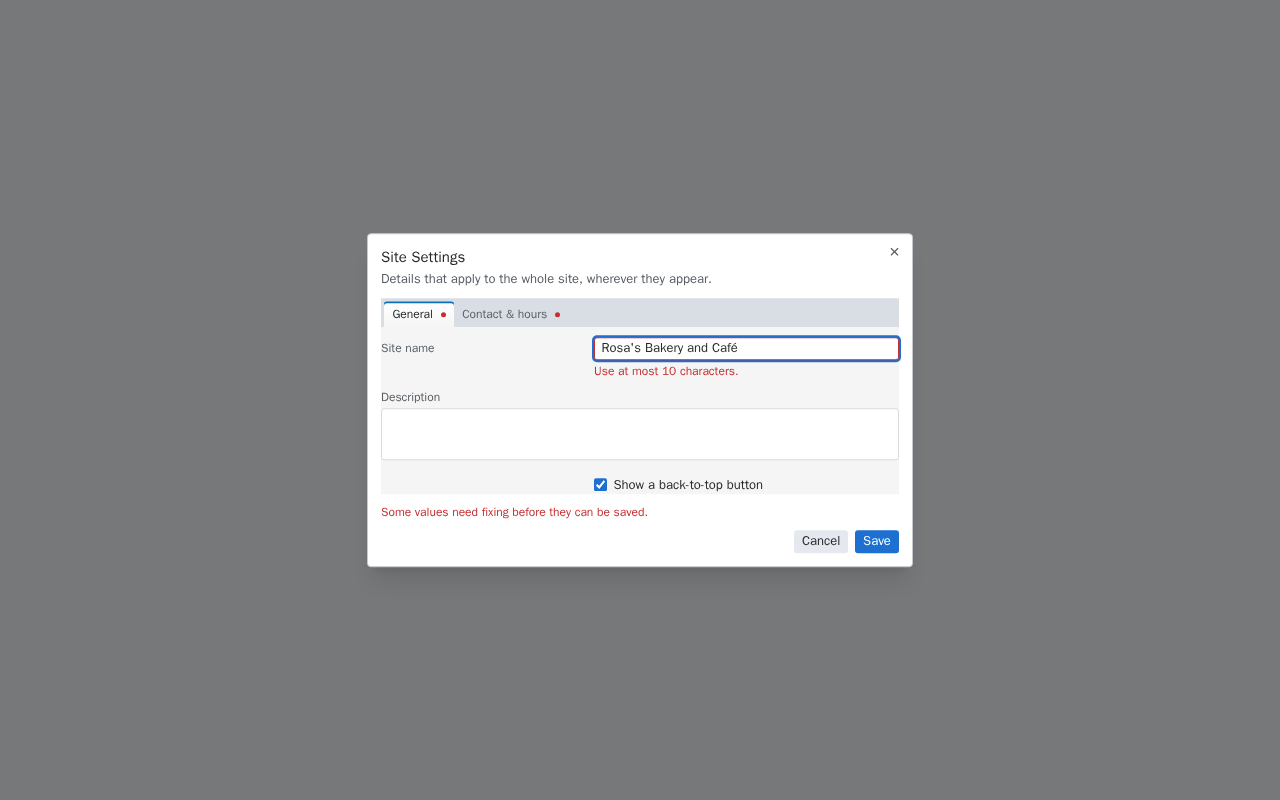 Site Settings
Details that apply to the whole site, wherever they appear.
General
Contact & hours
Site name
Rosa's Bakery and Café
Use at most 10 characters.
Description
Show a back-to-top button
Some values need fixing before they can be saved.
Cancel
Save